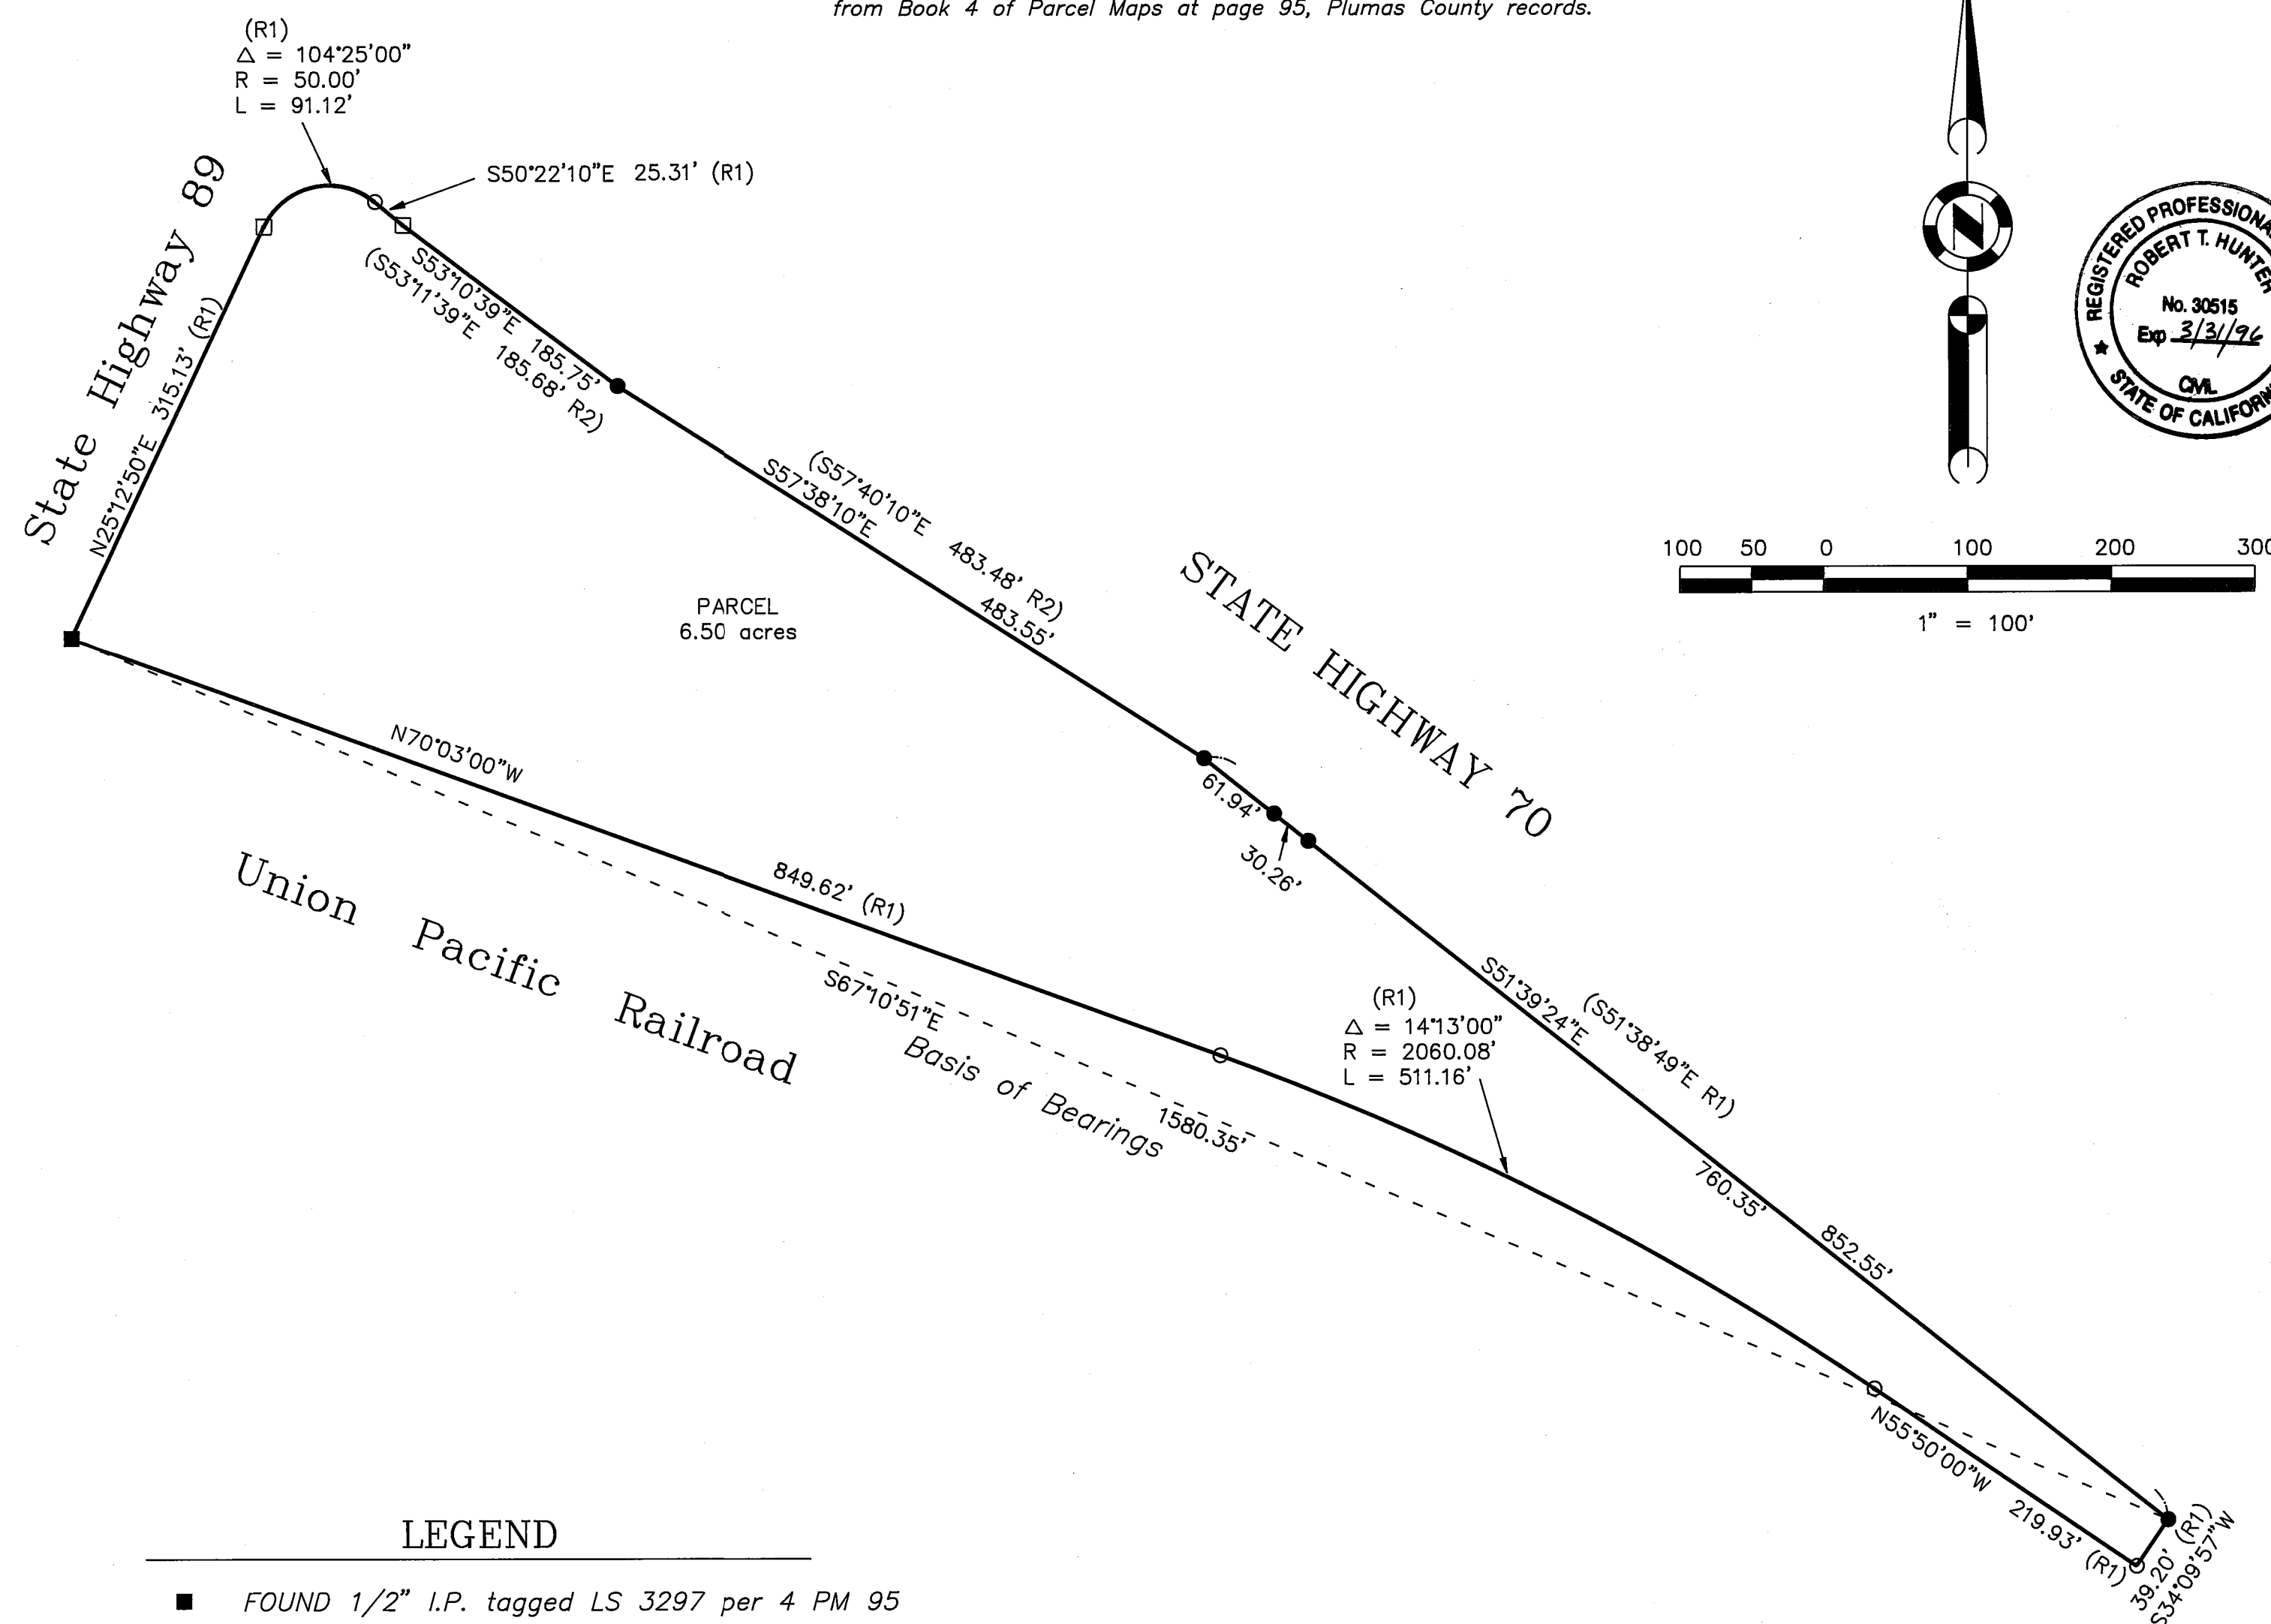 from Book 4 of Parcel Maps at page 95, Plumas County records.
(R1)
Δ = 104°25'00"
R = 50.00'
L = 91.12'
S50°22'10"E 25.31' (R1)
State Highway 89
N25°12'50"E 315.13' (R1)
S53°10'39"E 185.75'
(S53°11'39"E 185.68' R2)
N
REGISTERED PROFESSIONAL
ROBERT T. HUNTER
No. 30515
Exp 3/31/96
CIVIL
STATE OF CALIFORN
(S57°40'10"E 483.48' R2)
S57°38'10"E 483.55'
PARCEL
6.50 acres
STATE HIGHWAY 70
100 50 0 100 200 300
1" = 100'
61.94'
30.26'
N70°03'00"W 849.62' (R1)
Union Pacific Railroad
S67°10'51"E 1580.35'
Basis of Bearings
(R1)
Δ = 14°13'00"
R = 2060.08'
L = 511.16'
(S51°38'49"E R1)
S51°39'24"E 760.35'
852.55'
N55°50'00"W 219.93' (R1)
39.20' (R1)
S34°09'57"W
LEGEND
FOUND 1/2" I.P. tagged LS 3297 per 4 PM 95